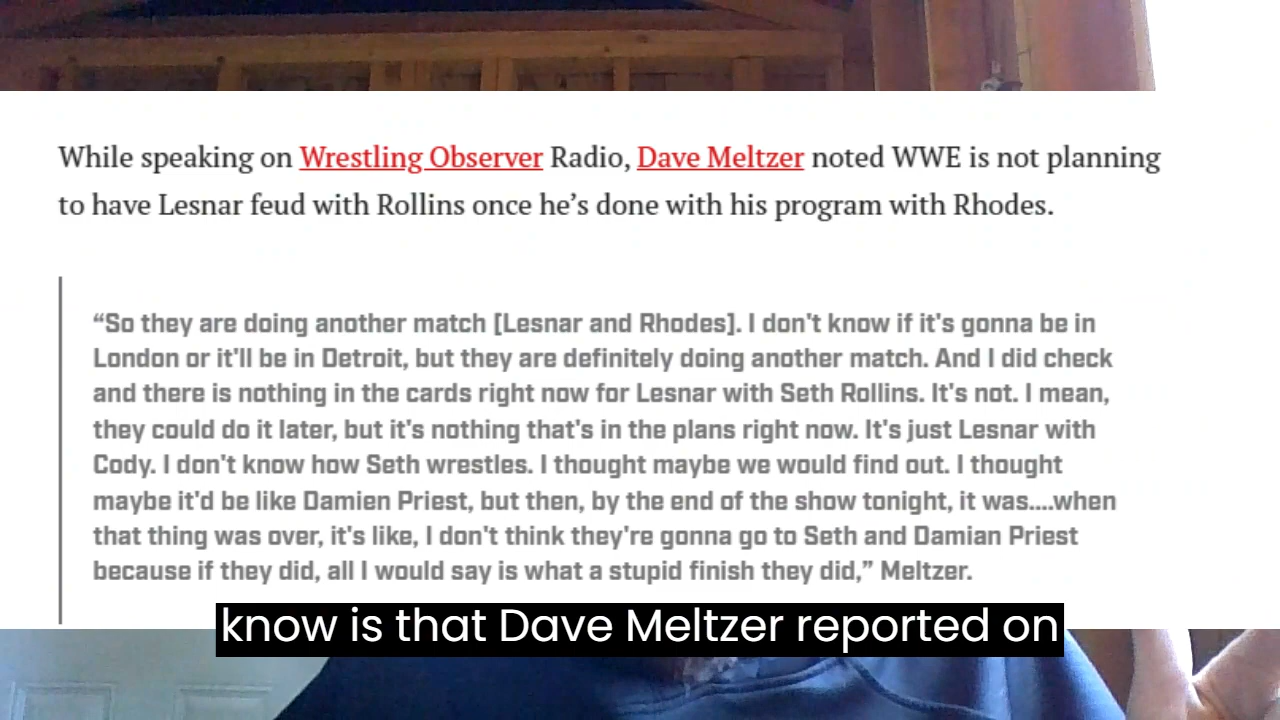 While speaking on Wrestling Observer Radio, Dave Meltzer noted WWE is not planning
to have Lesnar feud with Rollins once he’s done with his program with Rhodes.
“So they are doing another match [Lesnar and Rhodes]. I don't know if it's gonna be in
London or it'll be in Detroit, but they are definitely doing another match. And I did check
and there is nothing in the cards right now for Lesnar with Seth Rollins. It's not. I mean,
they could do it later, but it's nothing that's in the plans right now. It's just Lesnar with
Cody. I don't know how Seth wrestles. I thought maybe we would find out. I thought
maybe it'd be like Damien Priest, but then, by the end of the show tonight, it was....when
that thing was over, it's like, I don't think they're gonna go to Seth and Damian Priest
because if they did, all I would say is what a stupid finish they did,” Meltzer.
know is that Dave Meltzer reported on